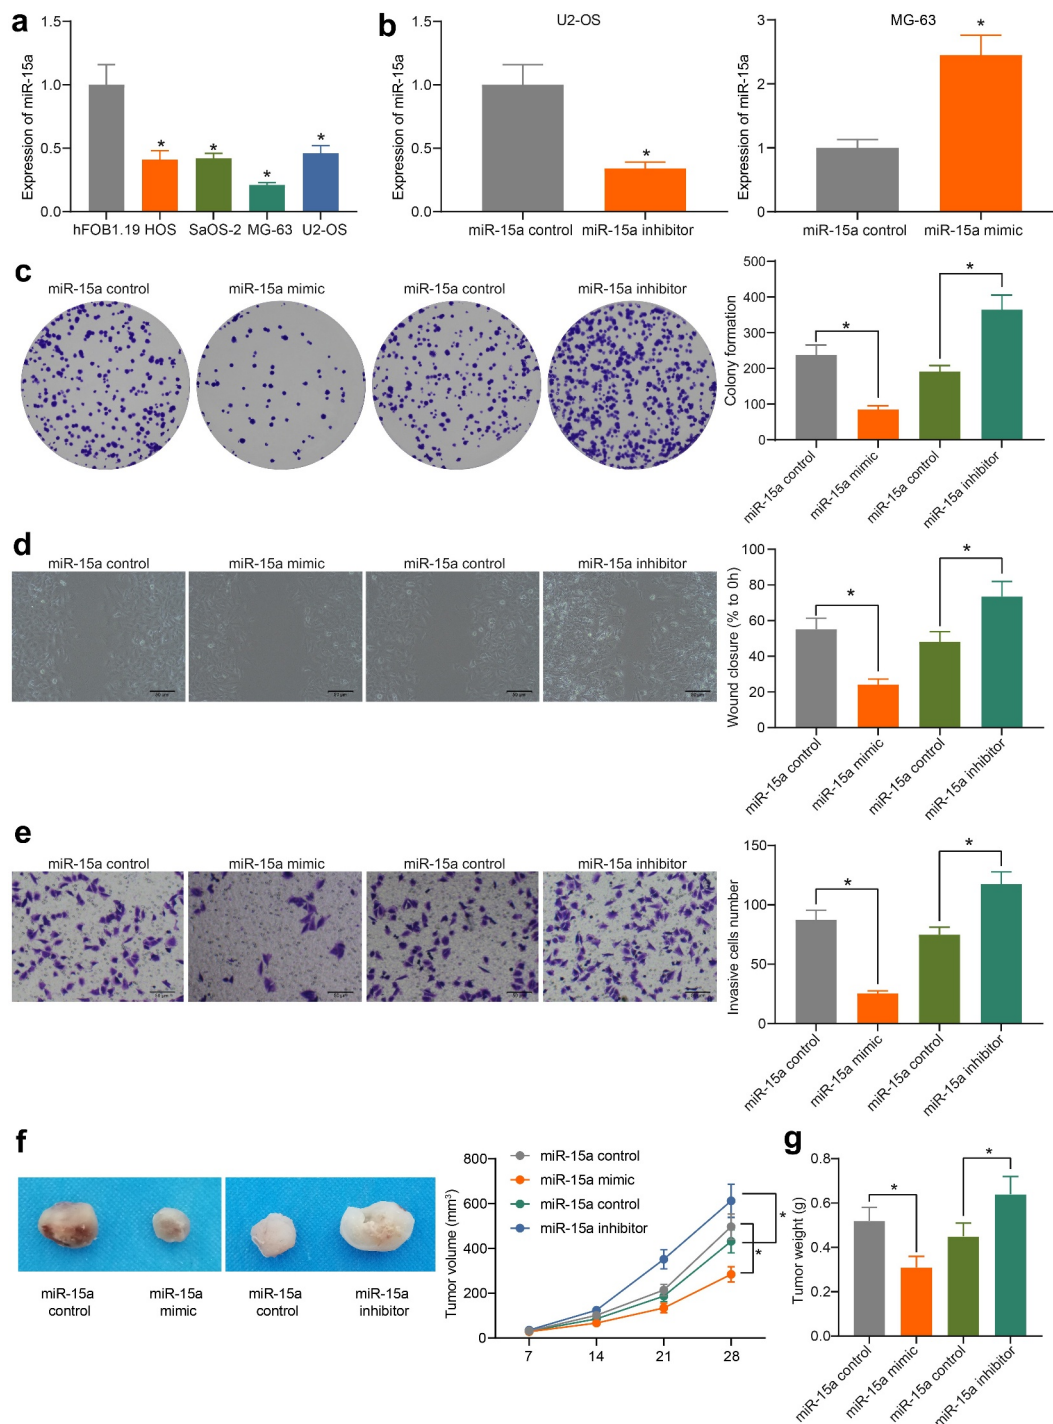 a
Expression of miR-15a
1.5
1.0
0.5
0.0
*
*
*
*
hFOB1.19 HOS SaOS-2 MG-63 U2-OS
b
U2-OS
Expression of miR-15a
1.5
1.0
0.5
0.0
*
miR-15a control miR-15a inhibitor
MG-63
Expression of miR-15a
3
2
1
0
*
miR-15a control miR-15a mimic
c
miR-15a control miR-15a mimic miR-15a control miR-15a inhibitor
Colony formation
500
400
300
200
100
0
*
*
miR-15a control
miR-15a mimic
miR-15a control
miR-15a inhibitor
d
miR-15a control miR-15a mimic miR-15a control miR-15a inhibitor
Wound closure (% to 0h)
100
80
60
40
20
0
*
*
miR-15a control
miR-15a mimic
miR-15a control
miR-15a inhibitor
e
miR-15a control miR-15a mimic miR-15a control miR-15a inhibitor
Invasive cells number
150
100
50
0
*
*
miR-15a control
miR-15a mimic
miR-15a control
miR-15a inhibitor
f
miR-15a control
miR-15a mimic
miR-15a control
miR-15a inhibitor
Tumor volume (mm³)
800
600
400
200
0
7 14 21 28
miR-15a control
miR-15a mimic
miR-15a control
miR-15a inhibitor
*
*
g
Tumor weight (g)
0.8
0.6
0.4
0.2
0.0
*
*
miR-15a control
miR-15a mimic
miR-15a control
miR-15a inhibitor